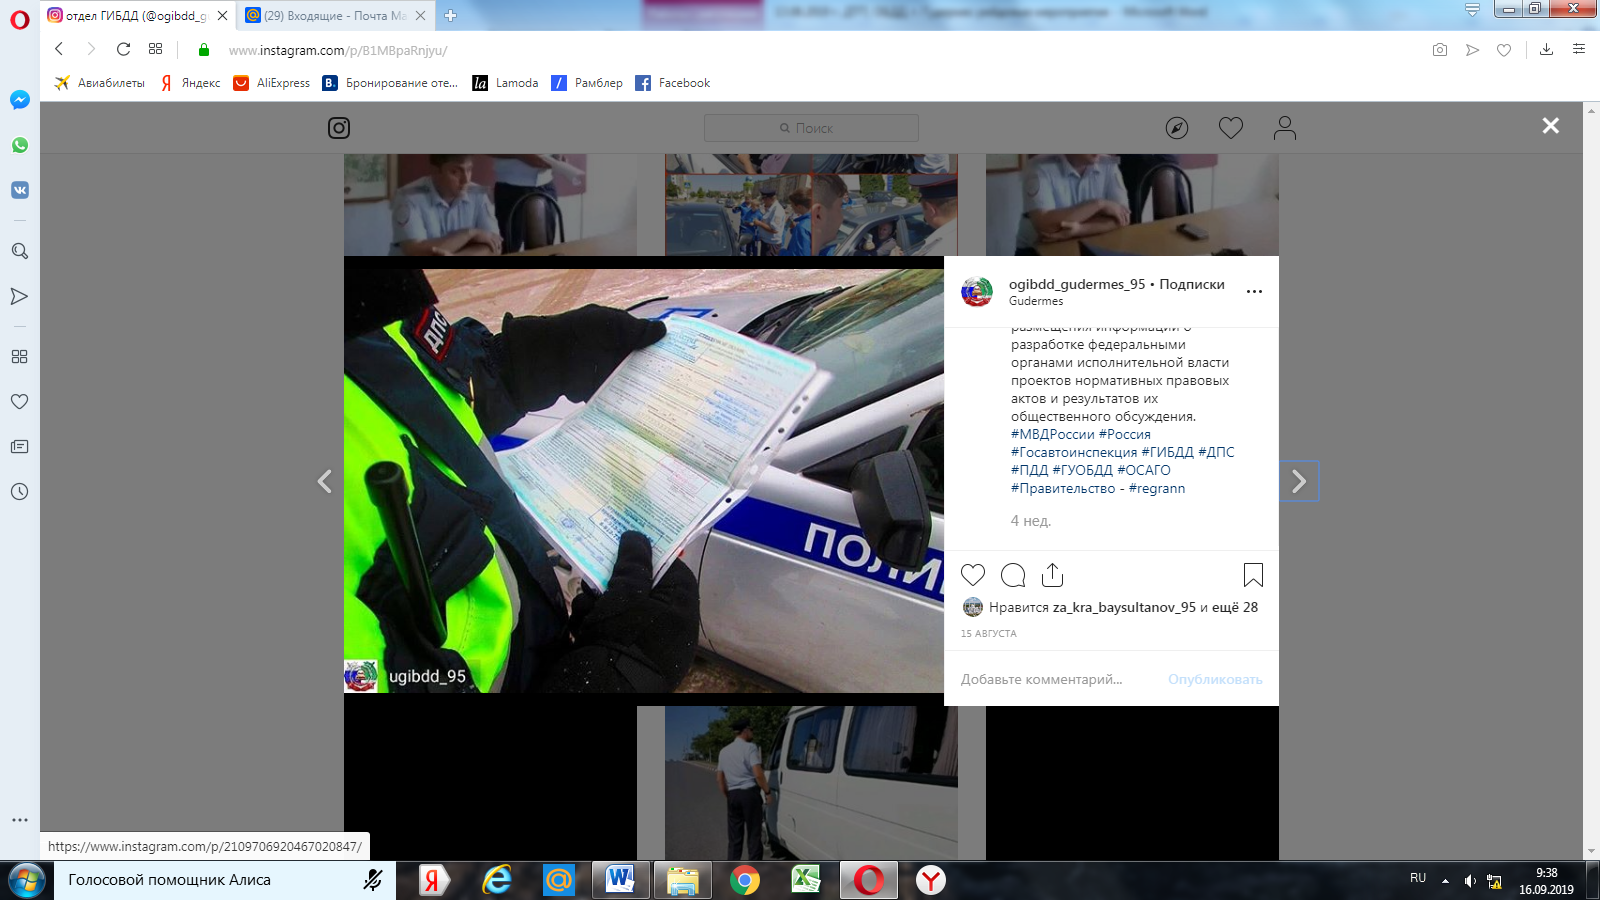 отдел ГИБДД (@ogibdd_g
(29) Входящие - Почта Ma
www.instagram.com/p/B1MBpaRnjyu/
Авиабилеты
Яндекс
AliExpress
Бронирование оте...
Lamoda
Рамблер
Facebook
Поиск
ogibdd_gudermes_95 • Подписки
Gudermes
размещения информации о
разработке федеральными
органами исполнительной власти
проектов нормативных правовых
актов и результатов их
общественного обсуждения.
#МВДРоссии #Россия
#Госавтоинспекция #ГИБДД #ДПС
#ПДД #ГУОБДД #ОСАГО
#Правительство - #regrann
4 нед.
Нравится za_kra_baysultanov_95 и ещё 28
15 АВГУСТА
Добавьте комментарий...
Опубликовать
ДПС
ПОЛИ
ugibdd_95
https://www.instagram.com/p/2109706920467020847/
Голосовой помощник Алиса
RU
9:38
16.09.2019